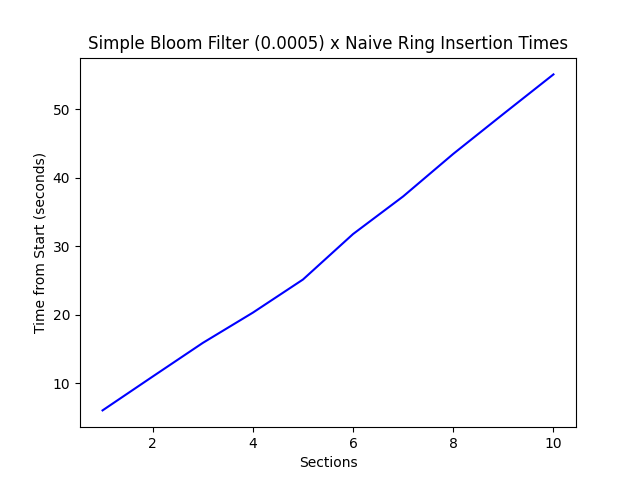 Simple Bloom Filter (0.0005) x Naive Ring Insertion Times
Time from Start (seconds)
50
40
30
20
10
2 4 6 8 10
Sections